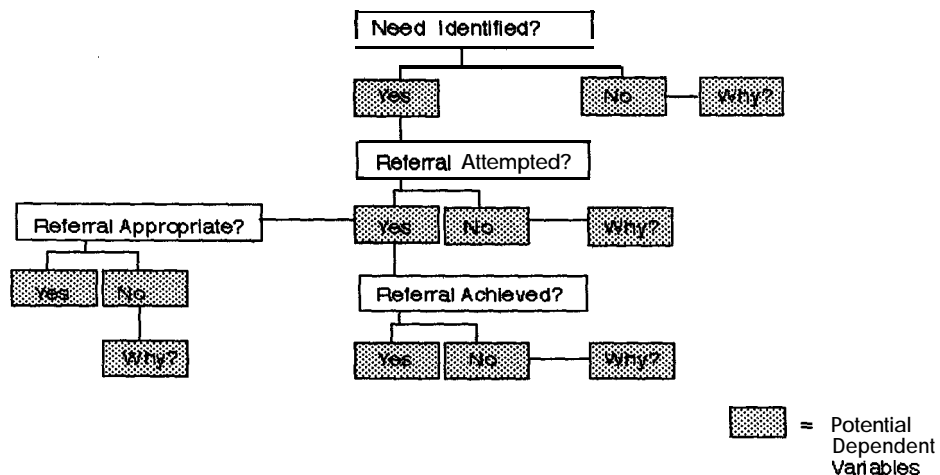 Need Identified?
Yes
No
Why?
Referral Attempted?
Referral Appropriate?
Yes
No
Why?
Yes
No
Referral Achieved?
Why?
Yes
No
Why?
= Potential
Dependent
Variables